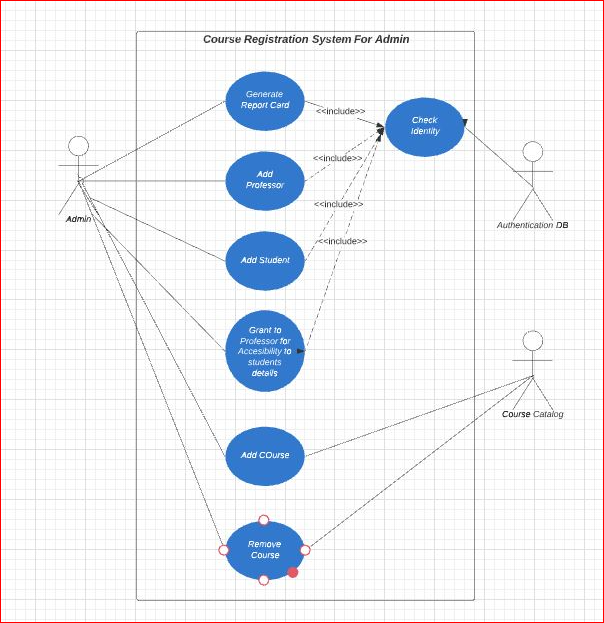 Course Registration System For Admin
Generate
Report Card
<<include>>
Check
Identity
Add
Professor
<<include>>
Admin
Authentication DB
<<include>>
Add Student
<<include>>
Grant to
Professor for
Accesibility to
students
details
Course Catalog
Add COurse
Remove
Course